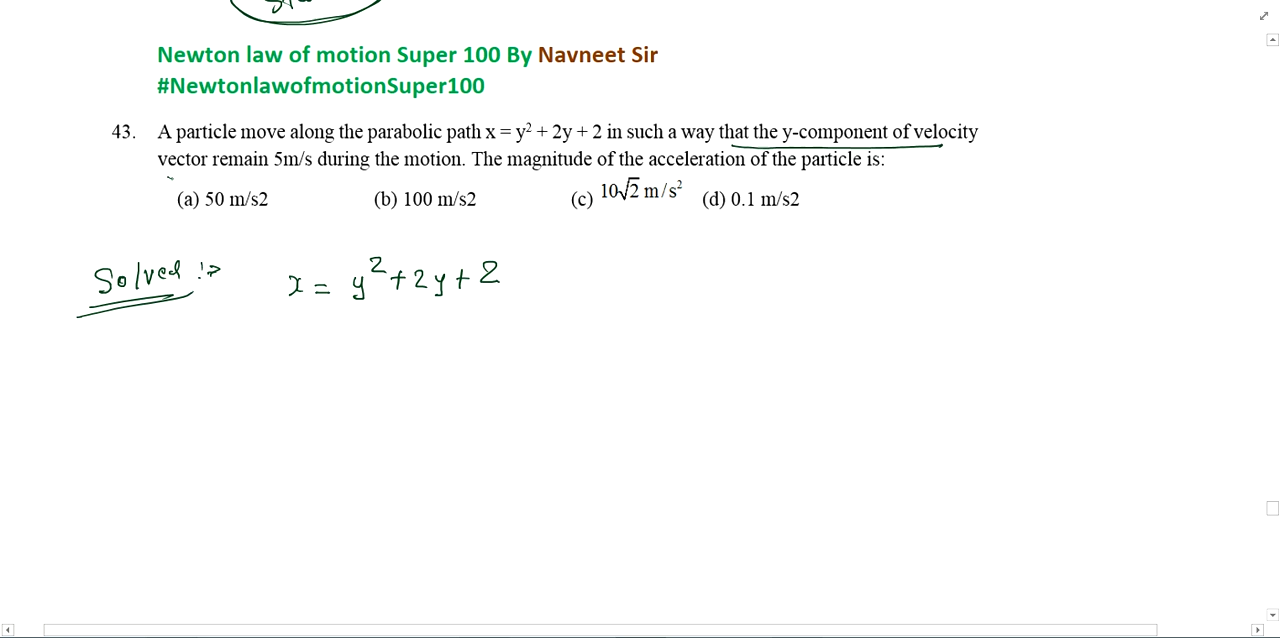 Newton law of motion Super 100 By Navneet Sir
#NewtonlawofmotionSuper100
43. A particle move along the parabolic path x = y² + 2y + 2 in such a way that the y-component of velocity
vector remain 5m/s during the motion. The magnitude of the acceleration of the particle is:
(a) 50 m/s2 (b) 100 m/s2 (c) 10√2 m/s² (d) 0.1 m/s2
Solved :⇒ x = y² + 2y + 2